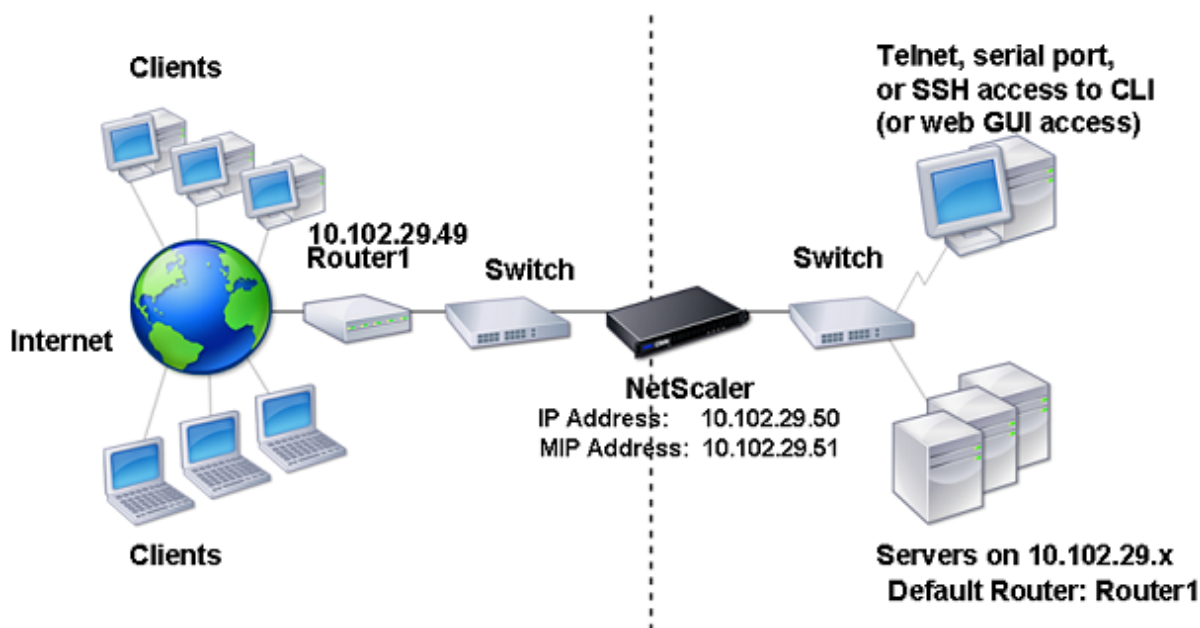 Clients
Telnet, serial port,
or SSH access to CLI
(or web GUI access)
10.102.29.49
Router1
Switch
Switch
Internet
NetScaler
IP Address: 10.102.29.50
MIP Address: 10.102.29.51
Clients
Servers on 10.102.29.x
Default Router: Router1